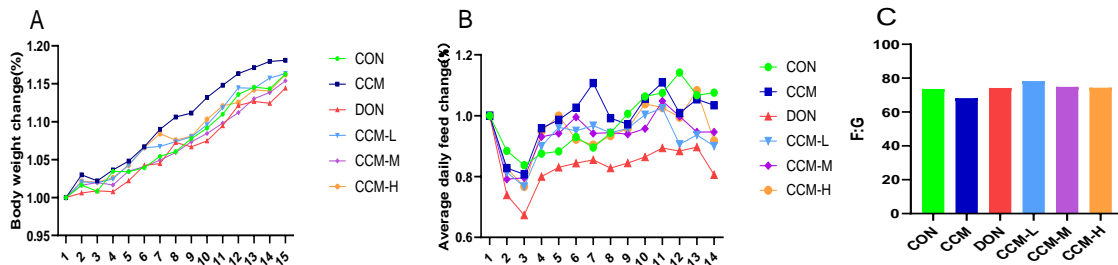 A
Body weight change(%)
1.20
1.15
1.10
1.05
1.00
0.95
1 2 3 4 5 6 7 8 9 10 11 12 13 14 15
CON
CCM
DON
CCM-L
CCM-M
CCM-H
B
Average daily feed change(%)
1.2
1.0
0.8
0.6
1 2 3 4 5 6 7 8 9 10 11 12 13 14
CON
CCM
DON
CCM-L
CCM-M
CCM-H
C
F:G
100
80
60
40
20
0
CON CCM DON CCM-L CCM-M CCM-H